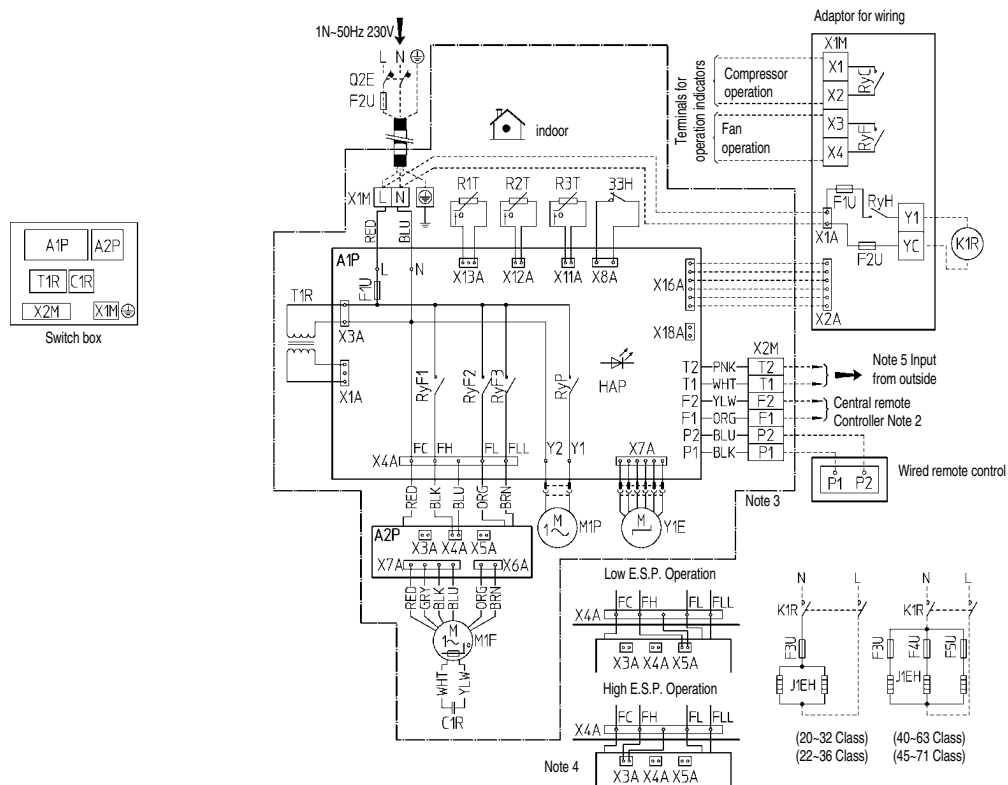 1N~50Hz 230V
L N
Q2E
F2U
indoor
Adaptor for wiring
X1M
X1
X2
X3
X4
RyC
RyF
Terminals for
operation indicators
Compressor
operation
Fan
operation
F1U
RyH
X1A
F2U
Y1
YC
K1R
X2A
A1P A2P
T1R C1R
X2M X1M
Switch box
X1M L N
RED
BLU
R1T R2T R3T 33H
t° t° t°
X13A X12A X11A X8A
A1P
L N
F1U
T1R
X3A
X1A
X16A
X18A
HAP
RyF1 RyF2 RyF3 RyP
X4A FC FH FL FLL
Y2 Y1
X7A
T2 PNK T2
T1 WHT T1
F2 YLW F2
F1 ORG F1
P2 BLU P2
P1 BLK P1
X2M
Note 5 Input
from outside
Central remote
Controller Note 2
Wired remote control
P1 P2
Note 3
RED BLK BLU ORG BRN
M
1~
M1P
M
Y1E
A2P
X3A X4A X5A
X7A X6A
RED GRY BLK BLU ORG BRN
M
1~
M1F
WHT YLW
C1R
Low E.S.P. Operation
FC FH FL FLL
X4A
X3A X4A X5A
High E.S.P. Operation
FC FH FL FLL
X4A
X3A X4A X5A
Note 4
N L
K1R
F3U
J1EH
(20~32 Class)
(22~36 Class)
N L
K1R
F3U F4U F5U
J1EH
(40~63 Class)
(45~71 Class)